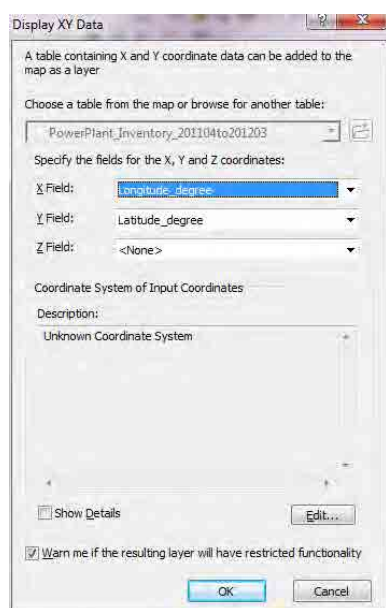 Display XY Data
A table containing X and Y coordinate data can be added to the
map as a layer
Choose a table from the map or browse for another table:
PowerPlant_Inventory_201104to201203
Specify the fields for the X, Y and Z coordinates:
X Field: Longitude_degree
Y Field: Latitude_degree
Z Field: <None>
Coordinate System of Input Coordinates
Description:
Unknown Coordinate System
Show Details Edit...
Warn me if the resulting layer will have restricted functionality
OK Cancel